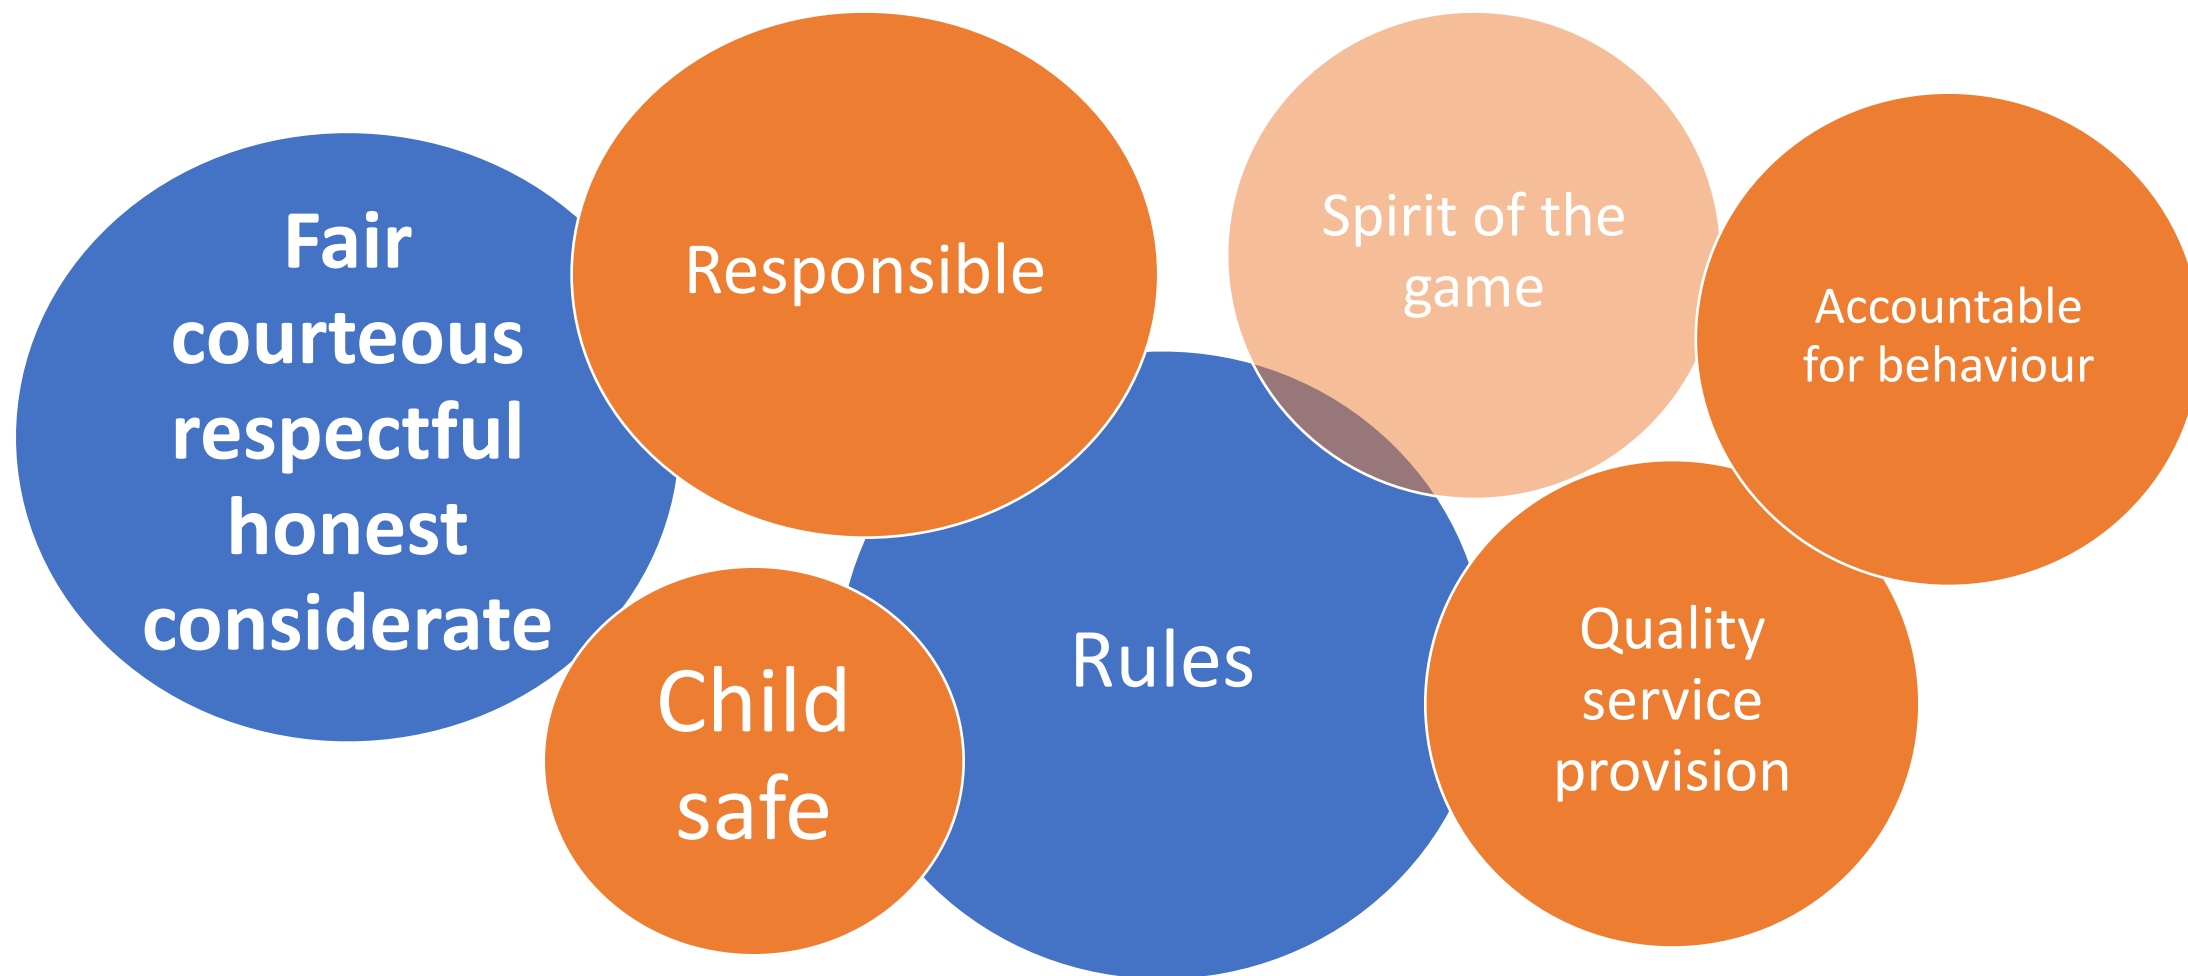 Fair
courteous
respectful
honest
considerate
Responsible
Spirit of the
game
Accountable
for behaviour
Child
safe
Rules
Quality
service
provision